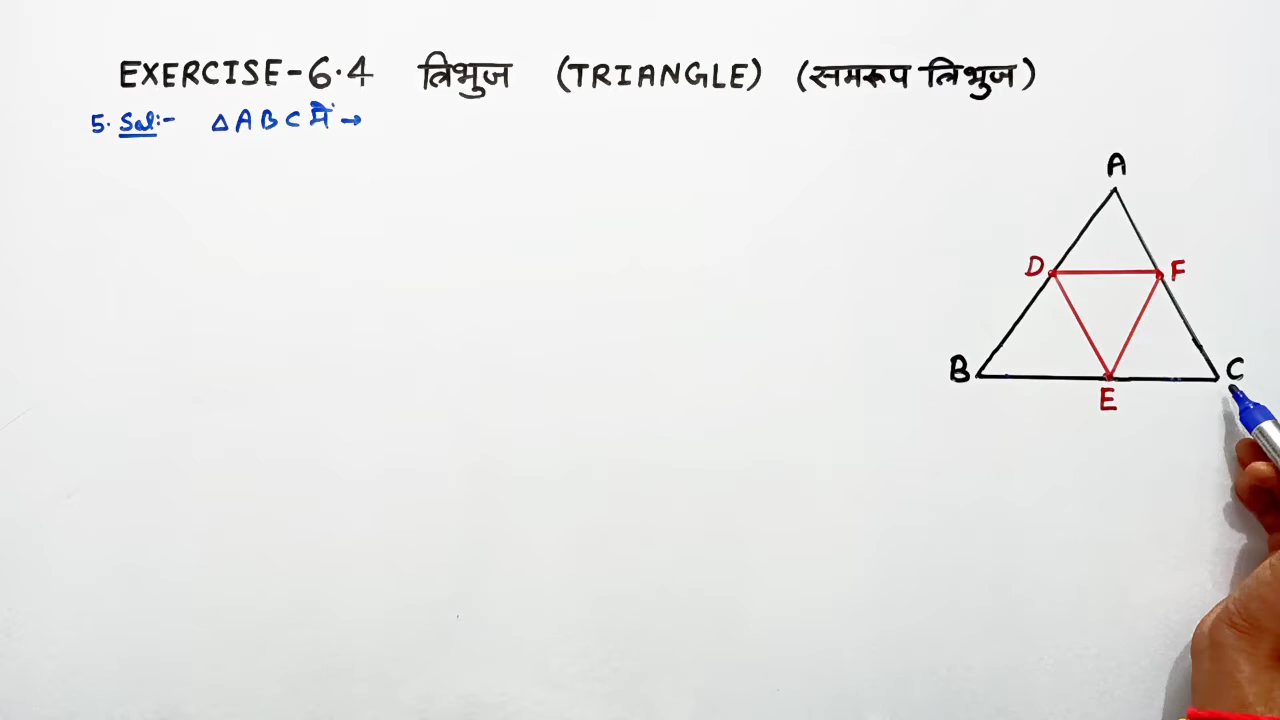 EXERCISE-6.4 त्रिभुज (TRIANGLE) (समरूप त्रिभुज)
5. Sol:- △ABC में →
A
D F
B C
E